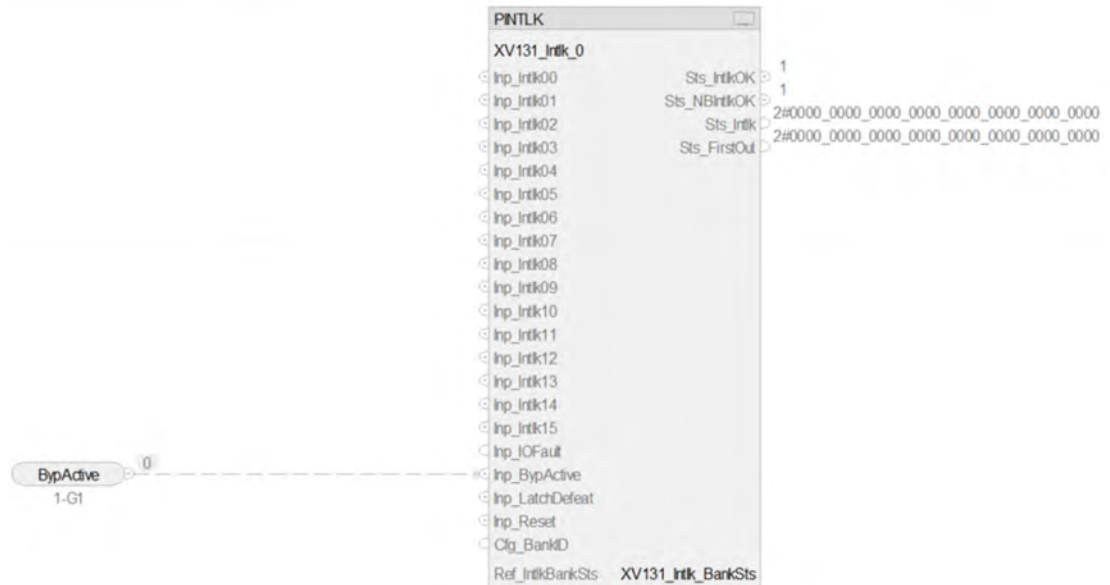 PINTLK
...
XV131_Intlk_0
Inp_Intlk00 Sts_IntlkOK 1
Inp_Intlk01 Sts_NBIntlkOK 1
Inp_Intlk02 Sts_Intlk 2#0000_0000_0000_0000_0000_0000_0000_0000
Inp_Intlk03 Sts_FirstOut 2#0000_0000_0000_0000_0000_0000_0000_0000
Inp_Intlk04
Inp_Intlk05
Inp_Intlk06
Inp_Intlk07
Inp_Intlk08
Inp_Intlk09
Inp_Intlk10
Inp_Intlk11
Inp_Intlk12
Inp_Intlk13
Inp_Intlk14
Inp_Intlk15
Inp_IOFault
BypActive 0 Inp_BypActive
1-G1
Inp_LatchDefeat
Inp_Reset
Cfg_BankID
Ref_IntlkBankSts XV131_Intlk_BankSts